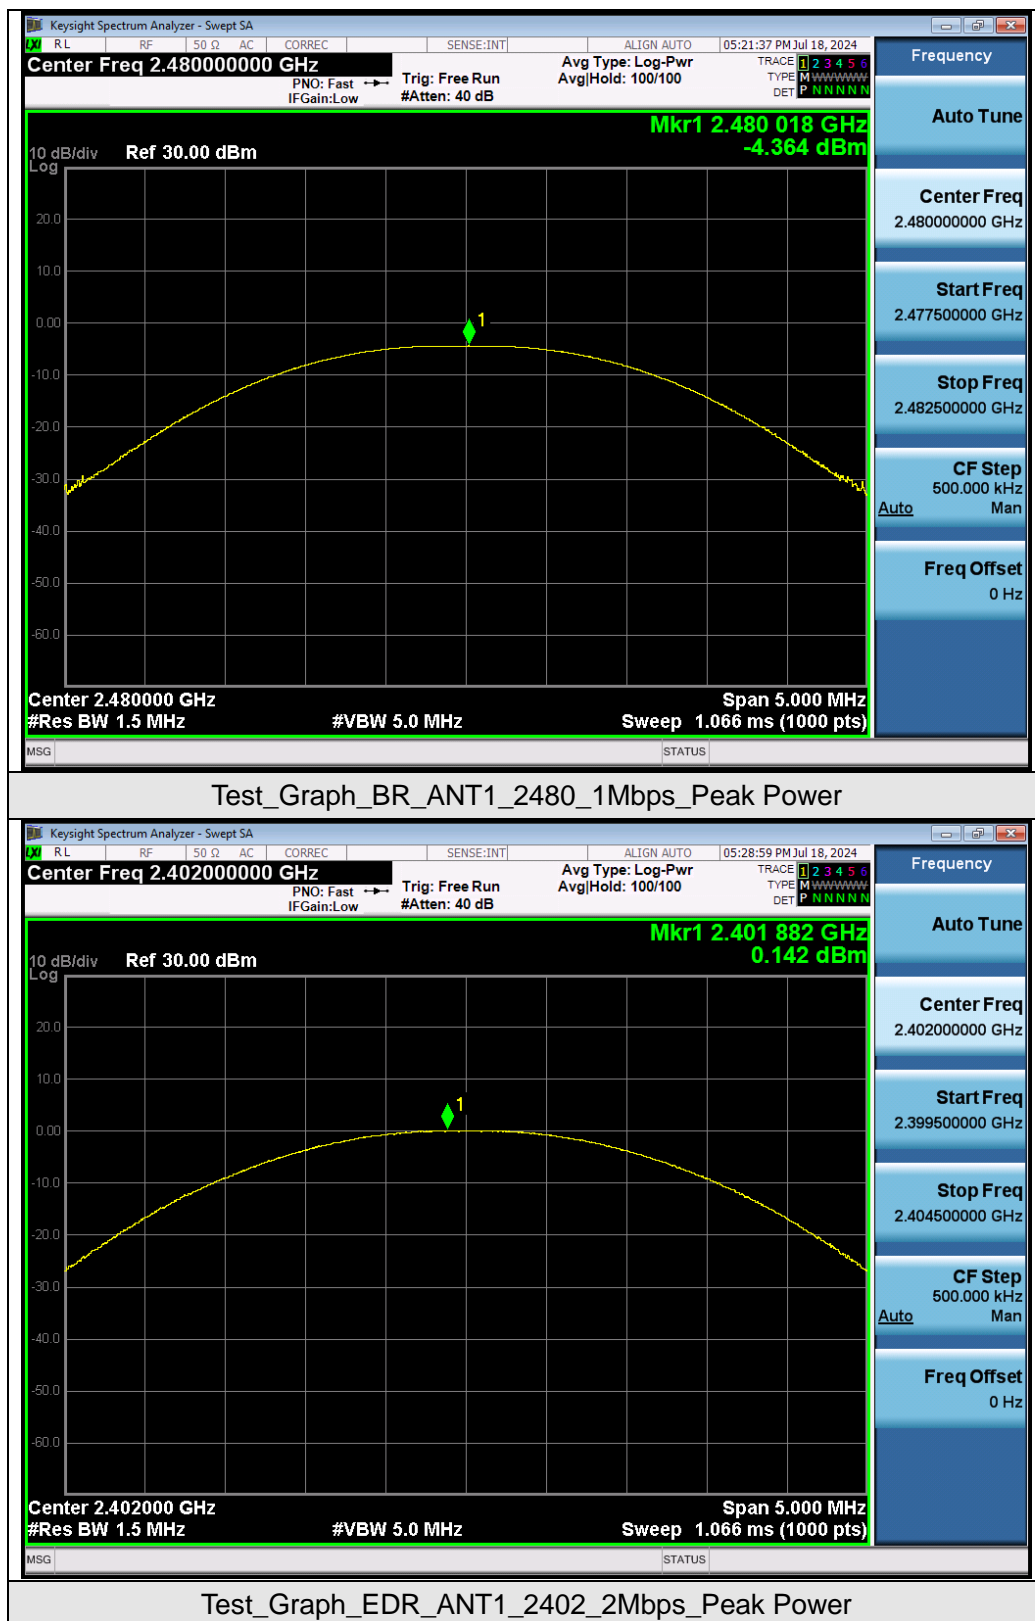 Keysight Spectrum Analyzer - Swept SA
LXI RL RF 50 Ω AC CORREC SENSE:INT ALIGN AUTO 05:21:37 PM Jul 18, 2024
Center Freq 2.480000000 GHz
PNO: Fast
IFGain:Low
Trig: Free Run
#Atten: 40 dB
Avg Type: Log-Pwr
Avg|Hold: 100/100
TRACE 1 2 3 4 5 6
TYPE M WWWWW
DET P N N N N N
Frequency
Mkr1 2.480 018 GHz
-4.364 dBm
10 dB/div Ref 30.00 dBm
Log
20.0
10.0
0.00
-10.0
-20.0
-30.0
-40.0
-50.0
-60.0
1
Center 2.480000 GHz Span 5.000 MHz
#Res BW 1.5 MHz #VBW 5.0 MHz Sweep 1.066 ms (1000 pts)
MSG STATUS
Auto Tune
Center Freq
2.480000000 GHz
Start Freq
2.477500000 GHz
Stop Freq
2.482500000 GHz
CF Step
500.000 kHz
Auto Man
Freq Offset
0 Hz
Test_Graph_BR_ANT1_2480_1Mbps_Peak Power
Keysight Spectrum Analyzer - Swept SA
LXI RL RF 50 Ω AC CORREC SENSE:INT ALIGN AUTO 05:28:59 PM Jul 18, 2024
Center Freq 2.402000000 GHz
PNO: Fast
IFGain:Low
Trig: Free Run
#Atten: 40 dB
Avg Type: Log-Pwr
Avg|Hold: 100/100
TRACE 1 2 3 4 5 6
TYPE M WWWWW
DET P N N N N N
Frequency
Mkr1 2.401 882 GHz
0.142 dBm
10 dB/div Ref 30.00 dBm
Log
20.0
10.0
0.00
-10.0
-20.0
-30.0
-40.0
-50.0
-60.0
1
Center 2.402000 GHz Span 5.000 MHz
#Res BW 1.5 MHz #VBW 5.0 MHz Sweep 1.066 ms (1000 pts)
MSG STATUS
Auto Tune
Center Freq
2.402000000 GHz
Start Freq
2.399500000 GHz
Stop Freq
2.404500000 GHz
CF Step
500.000 kHz
Auto Man
Freq Offset
0 Hz
Test_Graph_EDR_ANT1_2402_2Mbps_Peak Power